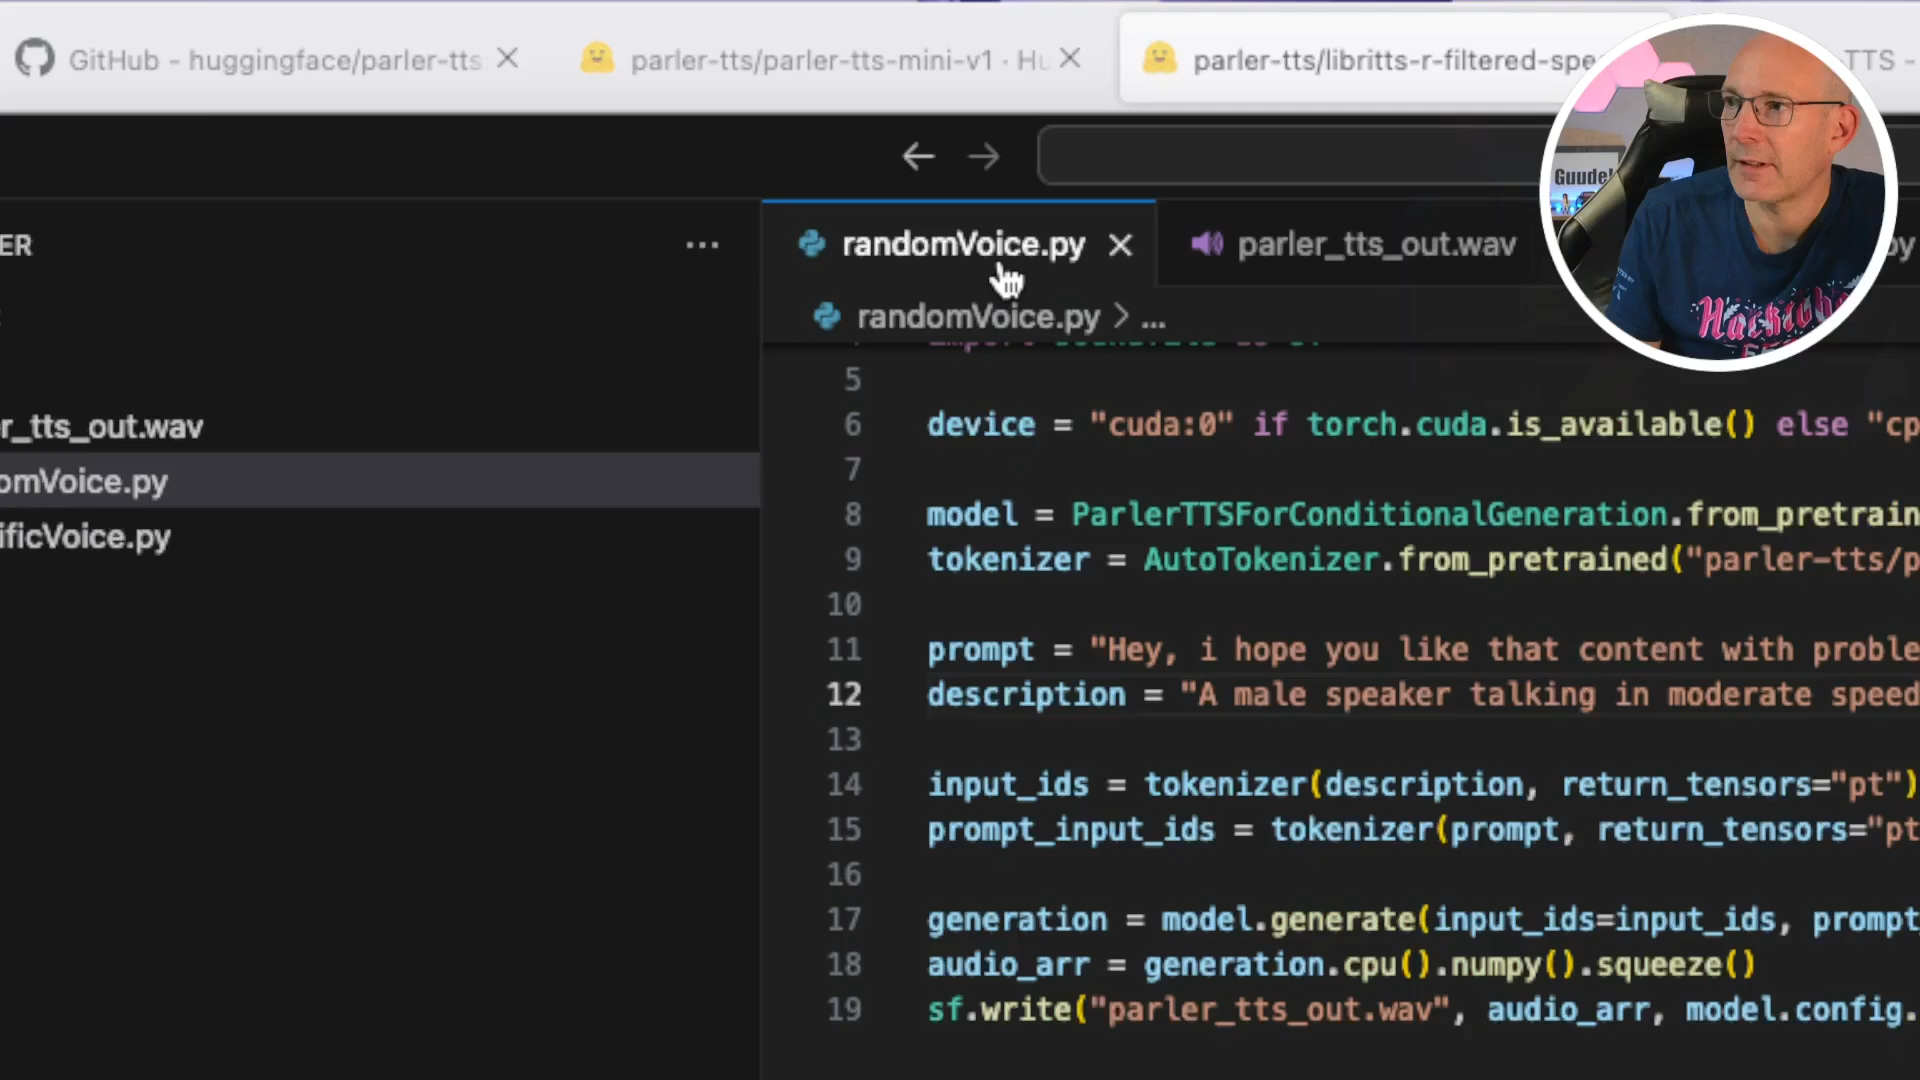 GitHub - huggingface/parler-tts
parler-tts/parler-tts-mini-v1 · Hu
parler-tts/libritts-r-filtered-spe
-TTS -
ER
...
randomVoice.py
parler_tts_out.wav
py
randomVoice.py > ...
r_tts_out.wav
omVoice.py
ificVoice.py
5
6 device = "cuda:0" if torch.cuda.is_available() else "cp
7
8 model = ParlerTTSForConditionalGeneration.from_pretrain
9 tokenizer = AutoTokenizer.from_pretrained("parler-tts/p
10
11 prompt = "Hey, i hope you like that content with proble
12 description = "A male speaker talking in moderate speed
13
14 input_ids = tokenizer(description, return_tensors="pt")
15 prompt_input_ids = tokenizer(prompt, return_tensors="pt
16
17 generation = model.generate(input_ids=input_ids, prompt
18 audio_arr = generation.cpu().numpy().squeeze()
19 sf.write("parler_tts_out.wav", audio_arr, model.config.
Guude!